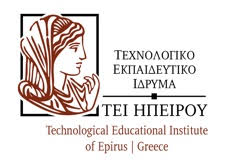 ΤΕΧΝΟΛΟΓΙΚΟ
ΕΚΠΑΙΔΕΥΤΙΚΟ
ΙΔΡΥΜΑ
ΤΕΙ ΗΠΕΙΡΟΥ
Technological Educational Institute
of Epirus | Greece